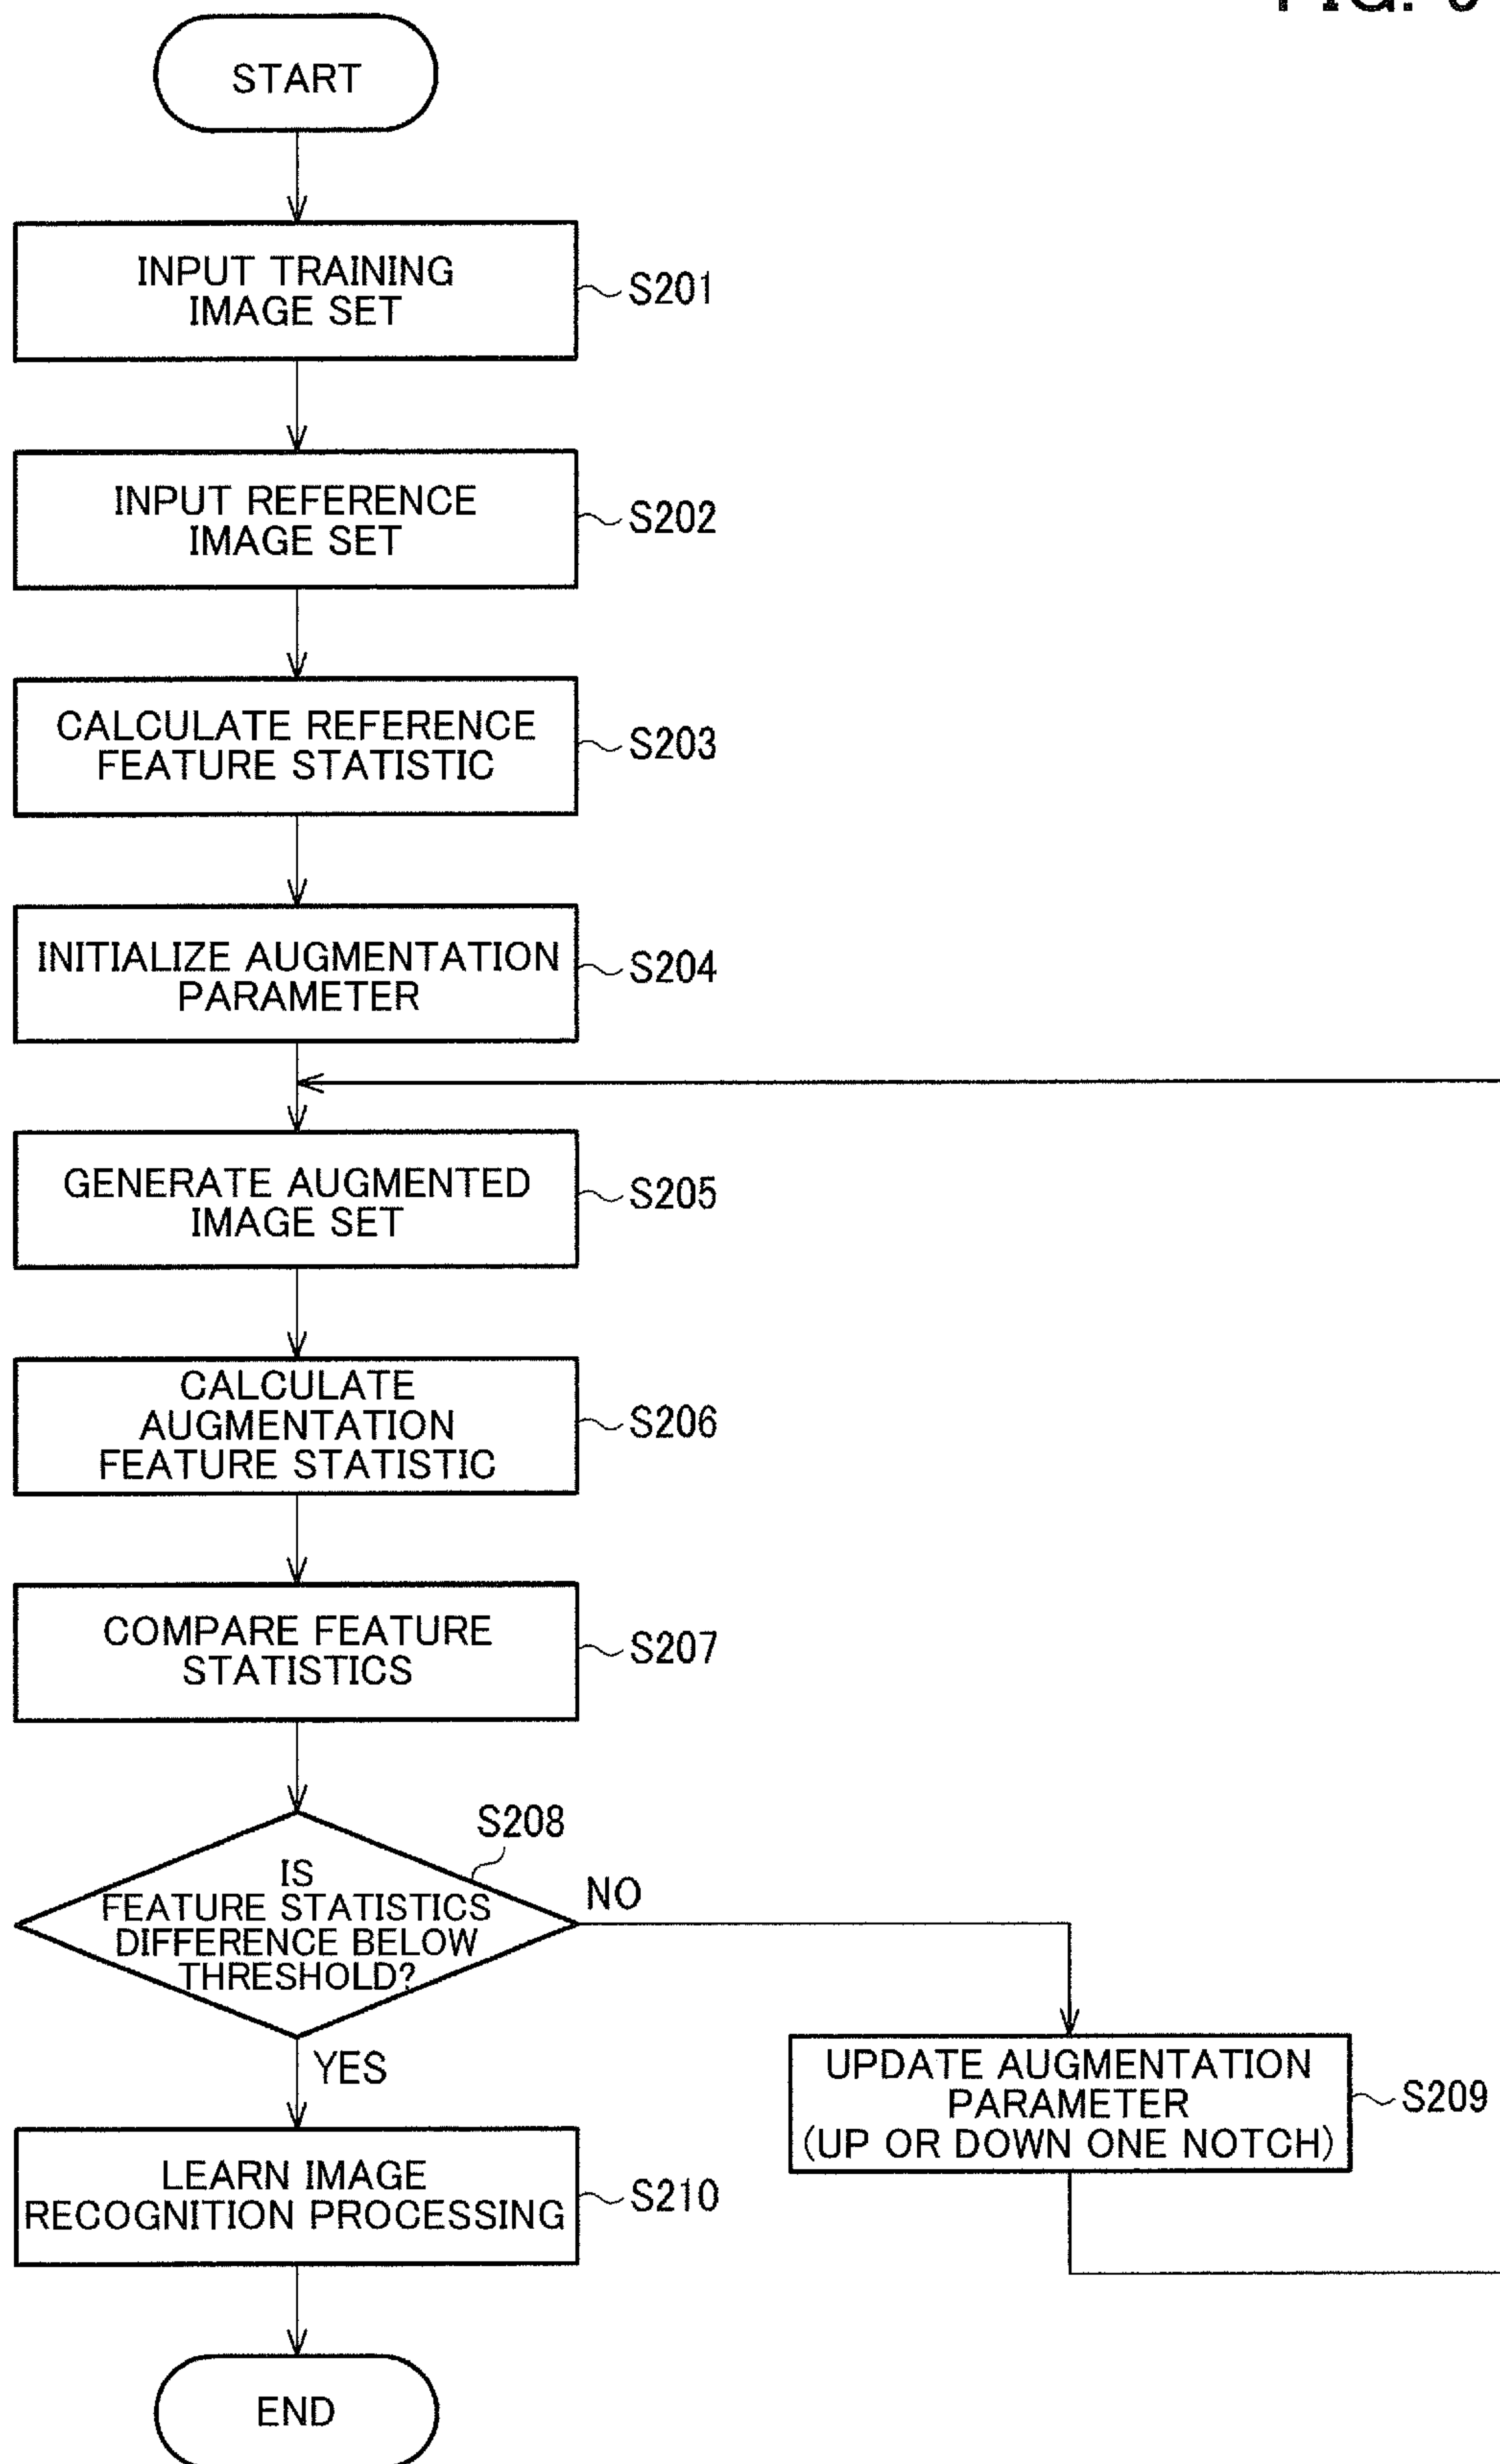 FIG.
START
INPUT TRAINING
IMAGE SET
S201
INPUT REFERENCE
IMAGE SET
S202
CALCULATE REFERENCE
FEATURE STATISTIC
S203
INITIALIZE AUGMENTATION
PARAMETER
S204
GENERATE AUGMENTED
IMAGE SET
S205
CALCULATE
AUGMENTATION
FEATURE STATISTIC
S206
COMPARE FEATURE
STATISTICS
S207
S208
IS
FEATURE STATISTICS
DIFFERENCE BELOW
THRESHOLD?
NO
YES
UPDATE AUGMENTATION
PARAMETER
(UP OR DOWN ONE NOTCH)
S209
LEARN IMAGE
RECOGNITION PROCESSING
S210
END